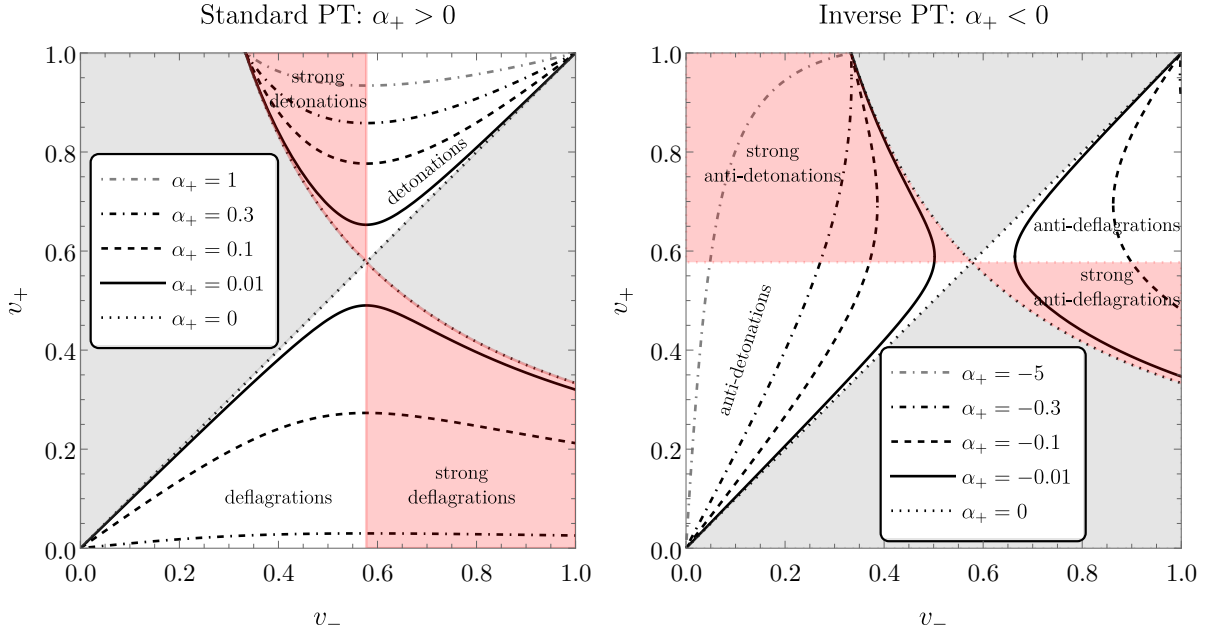 Standard PT: α₊ > 0
strong
detonations
detonations
α₊ = 1
α₊ = 0.3
α₊ = 0.1
α₊ = 0.01
α₊ = 0
deflagrations
strong
deflagrations
1.0
0.8
0.6
0.4
0.2
0.0
v₊
0.0 0.2 0.4 0.6 0.8 1.0
v₋
Inverse PT: α₊ < 0
strong
anti-detonations
anti-deflagrations
strong
anti-deflagrations
anti-detonations
α₊ = −5
α₊ = −0.3
α₊ = −0.1
α₊ = −0.01
α₊ = 0
1.0
0.8
0.6
0.4
0.2
0.0
v₊
0.0 0.2 0.4 0.6 0.8 1.0
v₋